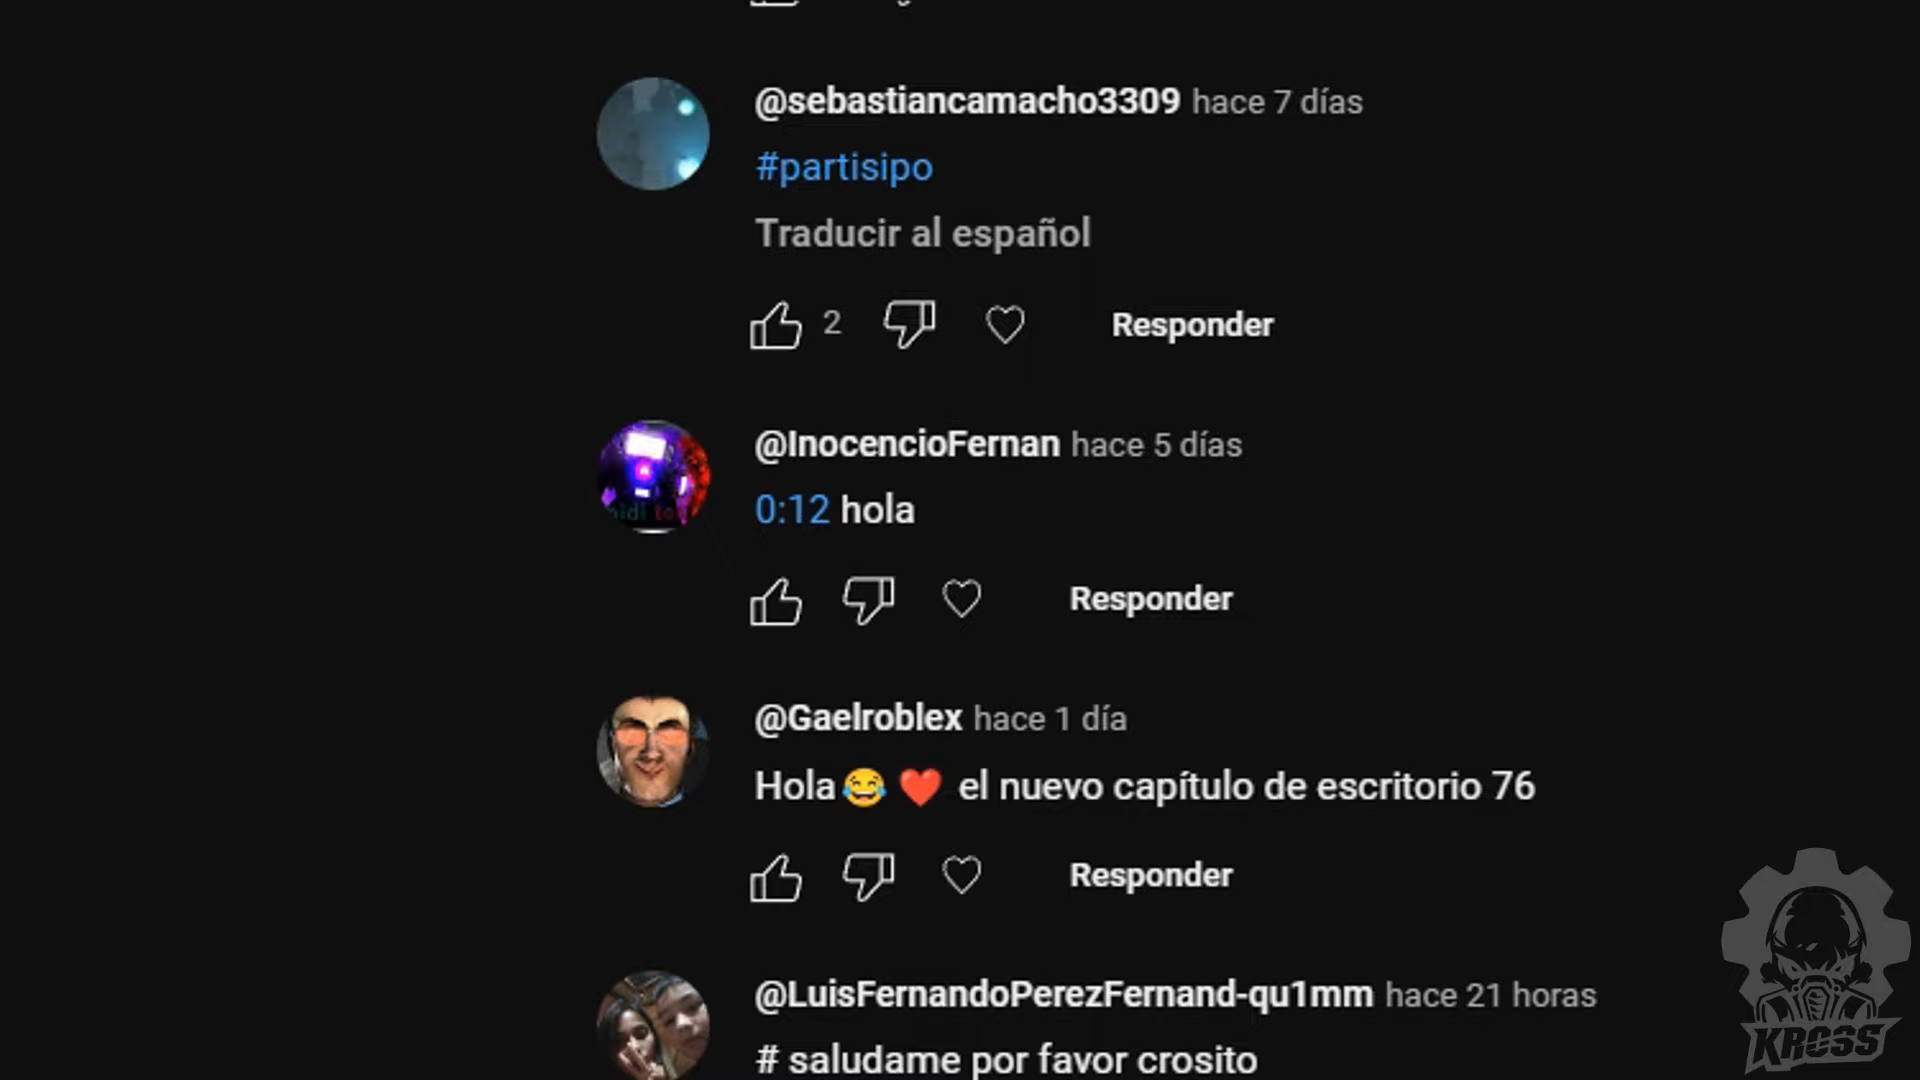 @sebastiancamacho3309 hace 7 días
#partisipo
Traducir al español
2 Responder
@InocencioFernan hace 5 días
0:12 hola
Responder
@Gaelroblex hace 1 día
Hola😂❤️ el nuevo capítulo de escritorio 76
Responder
@LuisFernandoPerezFernand-qu1mm hace 21 horas
# saludame por favor crosito
KROSS